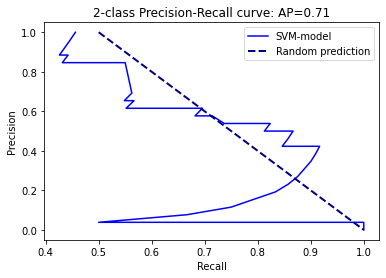 2-class Precision-Recall curve: AP=0.71
SVM-model
Random prediction
Precision
1.0
0.8
0.6
0.4
0.2
0.0
0.4
0.5
0.6
0.7
0.8
0.9
1.0
Recall